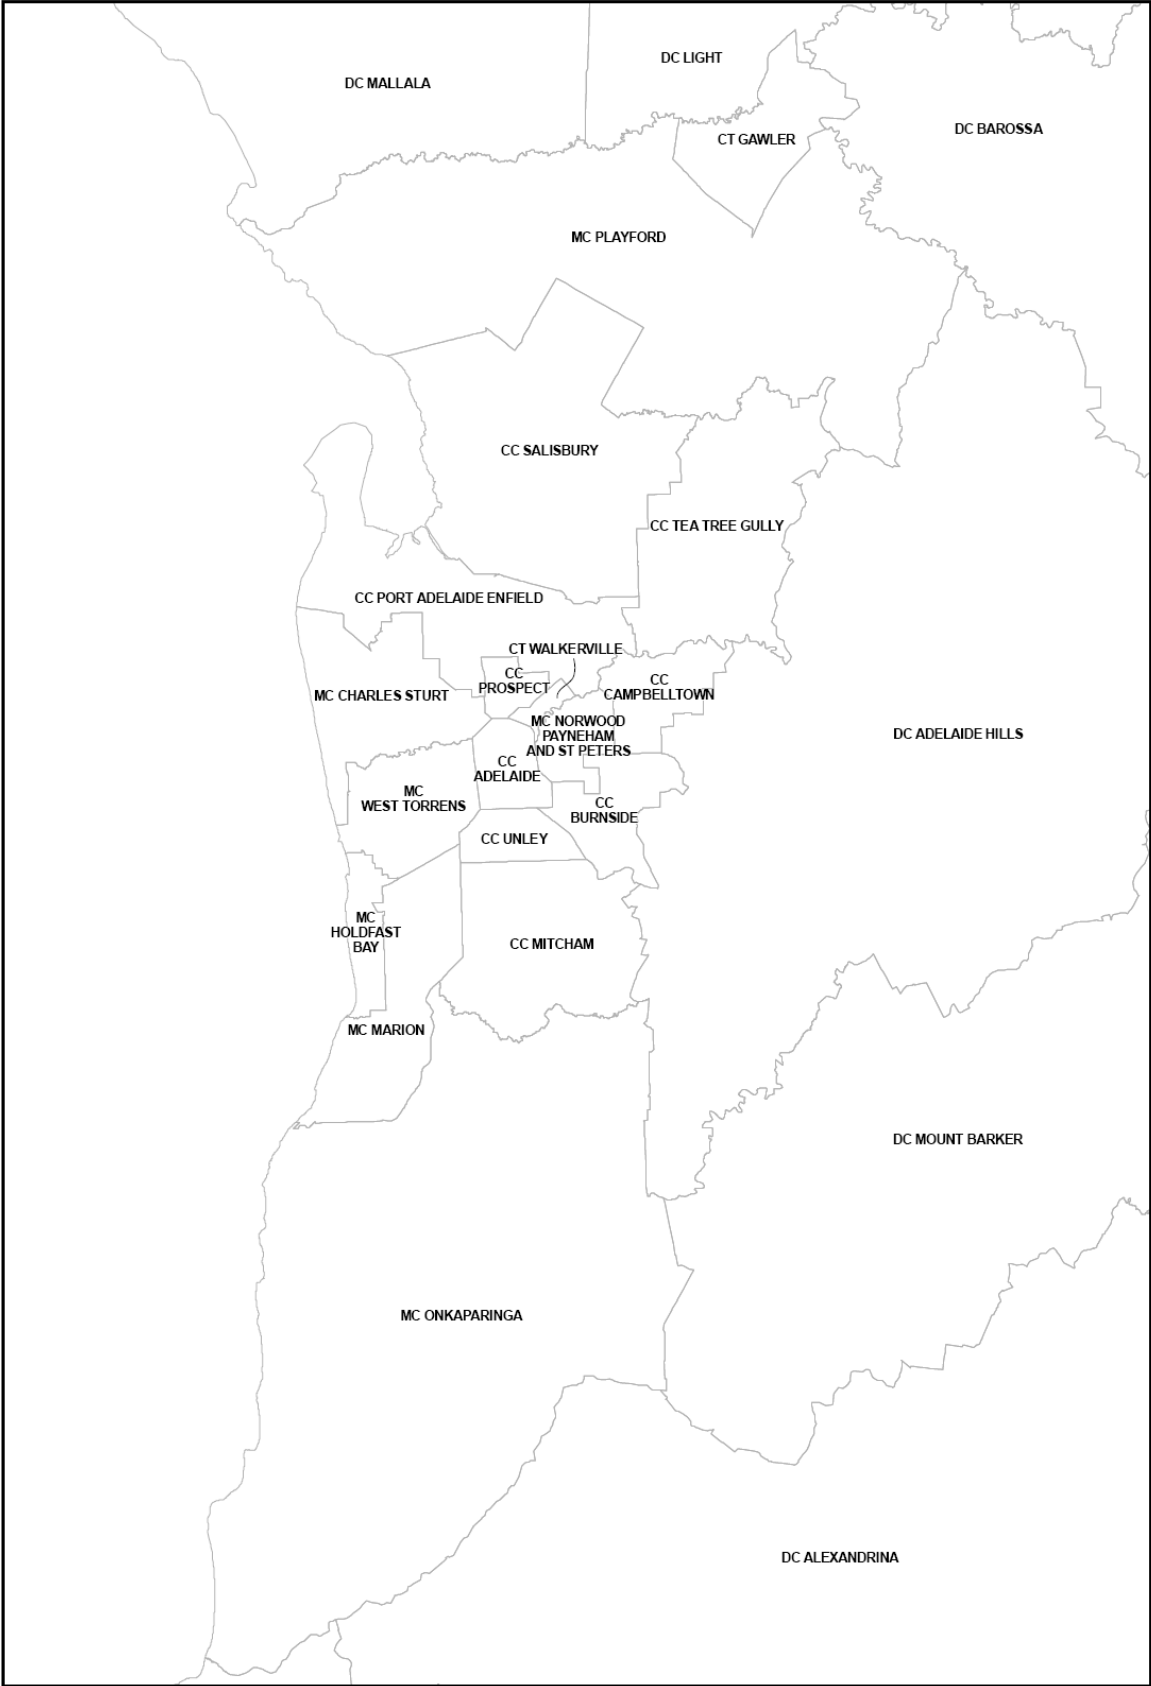 DC LIGHT
DC MALLALA
DC BAROSSA
CT GAWLER
MC PLAYFORD
CC SALISBURY
CC TEA TREE GULLY
CC PORT ADELAIDE ENFIELD
CT WALKERVILLE
CC
PROSPECT
CC
CAMPBELLTOWN
MC CHARLES STURT
MC NORWOOD
PAYNEHAM
AND ST PETERS
DC ADELAIDE HILLS
CC
ADELAIDE
MC
WEST TORRENS
CC
BURNSIDE
CC UNLEY
MC
HOLDFAST
BAY
CC MITCHAM
MC MARION
DC MOUNT BARKER
MC ONKAPARINGA
DC ALEXANDRINA